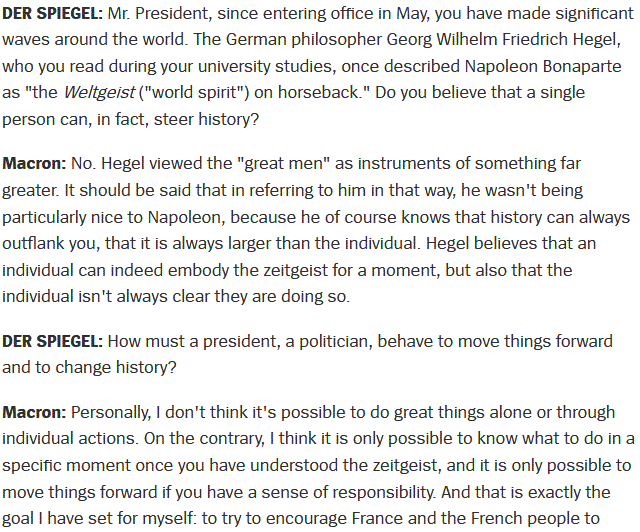 DER SPIEGEL: Mr. President, since entering office in May, you have made significant
waves around the world. The German philosopher Georg Wilhelm Friedrich Hegel,
who you read during your university studies, once described Napoleon Bonaparte
as "the Weltgeist ("world spirit") on horseback." Do you believe that a single
person can, in fact, steer history?
Macron: No. Hegel viewed the "great men" as instruments of something far
greater. It should be said that in referring to him in that way, he wasn't being
particularly nice to Napoleon, because he of course knows that history can always
outflank you, that it is always larger than the individual. Hegel believes that an
individual can indeed embody the zeitgeist for a moment, but also that the
individual isn't always clear they are doing so.
DER SPIEGEL: How must a president, a politician, behave to move things forward
and to change history?
Macron: Personally, I don't think it's possible to do great things alone or through
individual actions. On the contrary, I think it is only possible to know what to do in a
specific moment once you have understood the zeitgeist, and it is only possible to
move things forward if you have a sense of responsibility. And that is exactly the
goal I have set for myself: to try to encourage France and the French people to